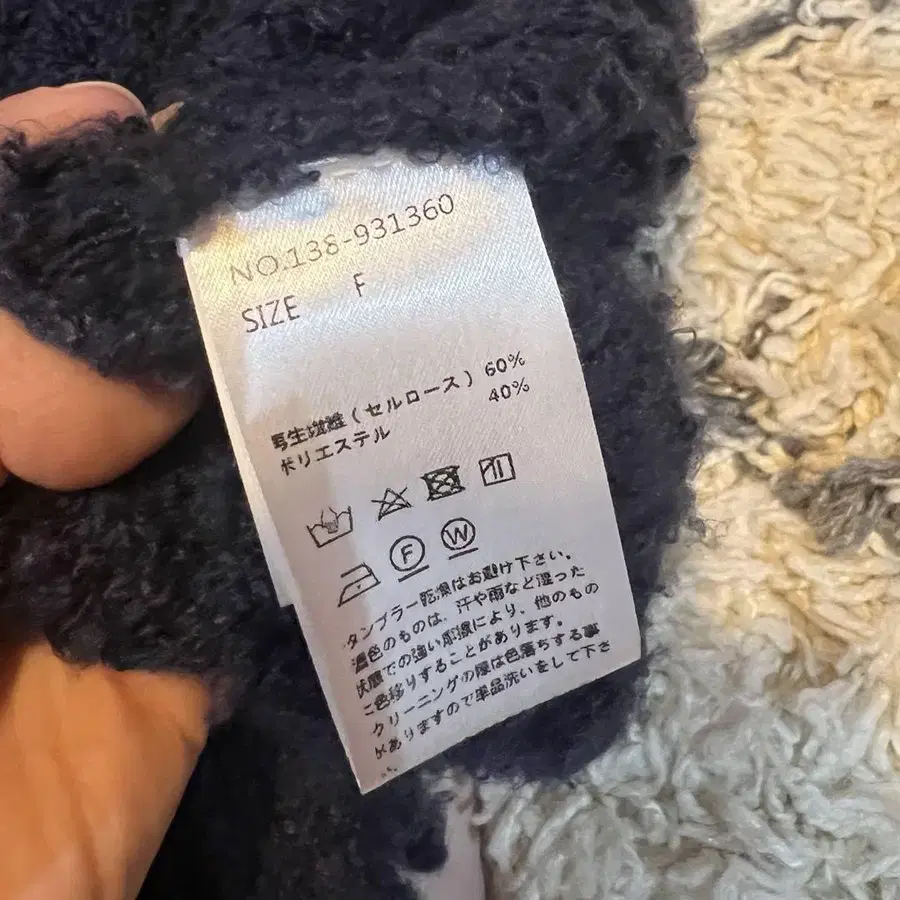 NO.138-931360
SIZE F
再生繊維(セルロース) 60%
ポリエステル 40%
F W
タンブラー乾燥はお避け下さい。
濃色のものは、汗や雨など湿った
状態での強い摩擦により、他のもの
に色移りすることがあります。
クリーニングの際は色落ちする事
がありますので単品洗いをして下さ
い。